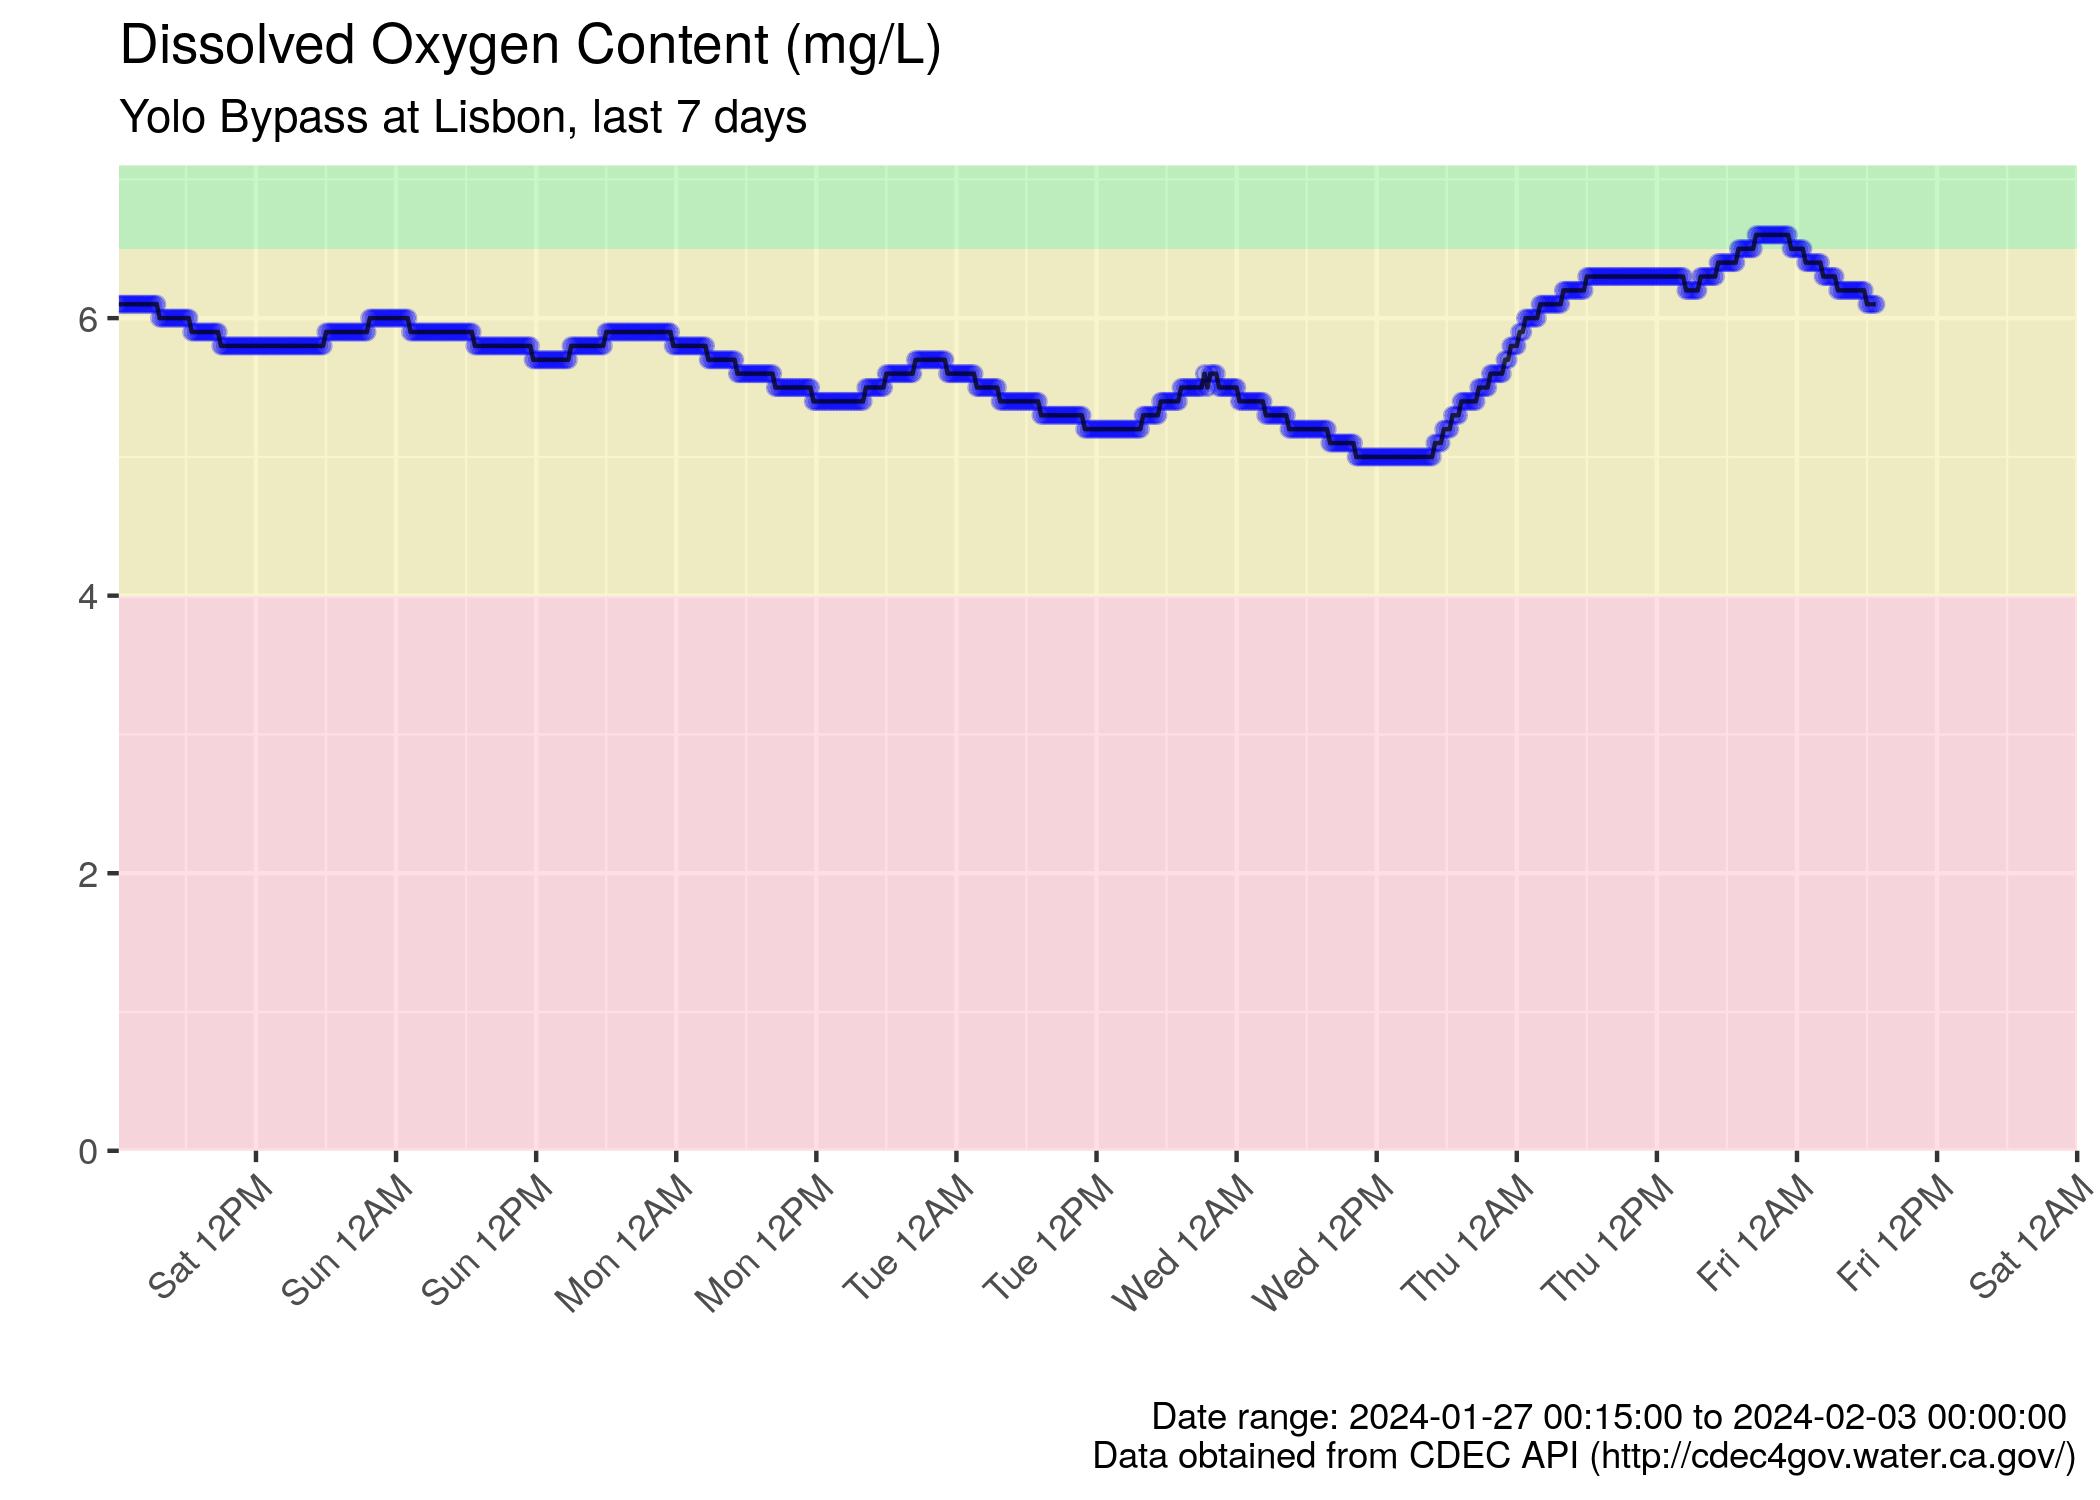 Dissolved Oxygen Content (mg/L)
Yolo Bypass at Lisbon, last 7 days
6
4
2
0
Sat 12PM
Sun 12AM
Sun 12PM
Mon 12AM
Mon 12PM
Tue 12AM
Tue 12PM
Wed 12AM
Wed 12PM
Thu 12AM
Thu 12PM
Fri 12AM
Fri 12PM
Sat 12AM
Date range: 2024-01-27 00:15:00 to 2024-02-03 00:00:00
Data obtained from CDEC API (http://cdec4gov.water.ca.gov/)